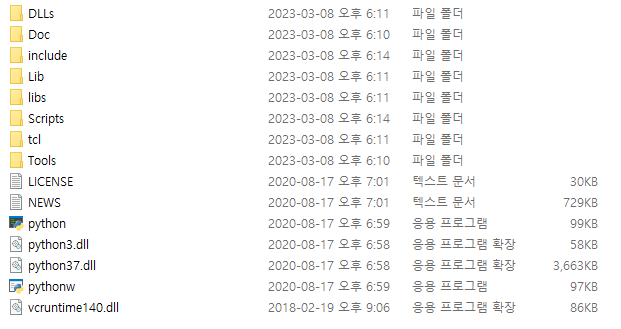 DLLs 2023-03-08 오후 6:11 파일 폴더
Doc 2023-03-08 오후 6:10 파일 폴더
include 2023-03-08 오후 6:14 파일 폴더
Lib 2023-03-08 오후 6:11 파일 폴더
libs 2023-03-08 오후 6:11 파일 폴더
Scripts 2023-03-08 오후 6:14 파일 폴더
tcl 2023-03-08 오후 6:11 파일 폴더
Tools 2023-03-08 오후 6:10 파일 폴더
LICENSE 2020-08-17 오후 7:01 텍스트 문서 30KB
NEWS 2020-08-17 오후 7:01 텍스트 문서 729KB
python 2020-08-17 오후 6:59 응용 프로그램 99KB
python3.dll 2020-08-17 오후 6:58 응용 프로그램 확장 58KB
python37.dll 2020-08-17 오후 6:58 응용 프로그램 확장 3,663KB
pythonw 2020-08-17 오후 6:59 응용 프로그램 97KB
vcruntime140.dll 2018-02-19 오후 9:06 응용 프로그램 확장 86KB